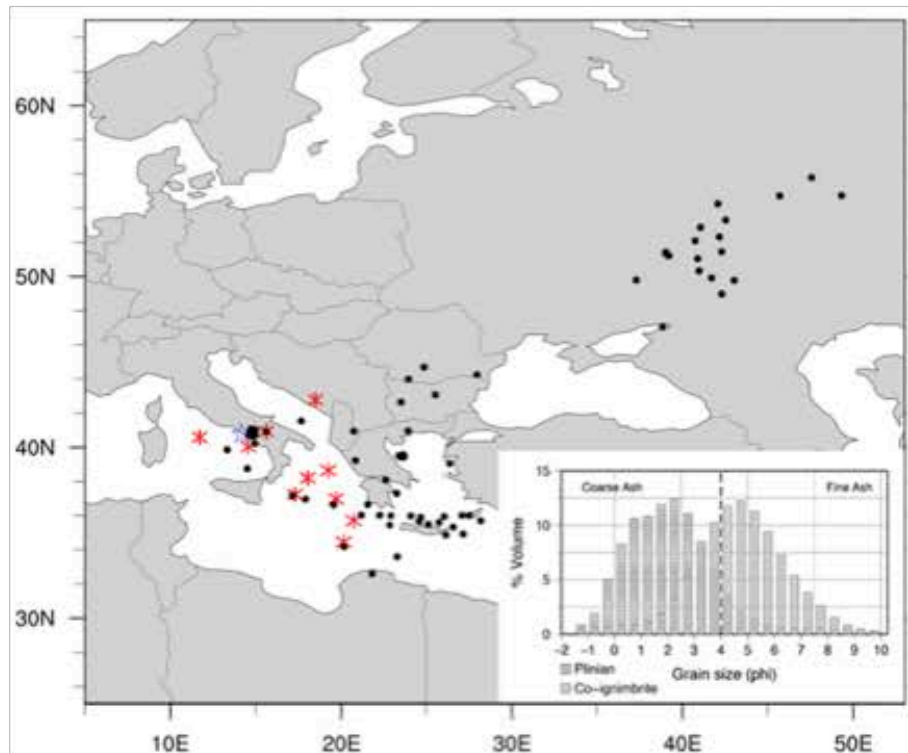 60N
50N
40N
30N
10E 20E 30E 40E 50E
15
10
5
0
% Volume
Coarse Ash
Fine Ash
−2 −1 0 1 2 3 4 5 6 7 8 9 10
Grain size (phi)
Plinian
Co−ignimbrite